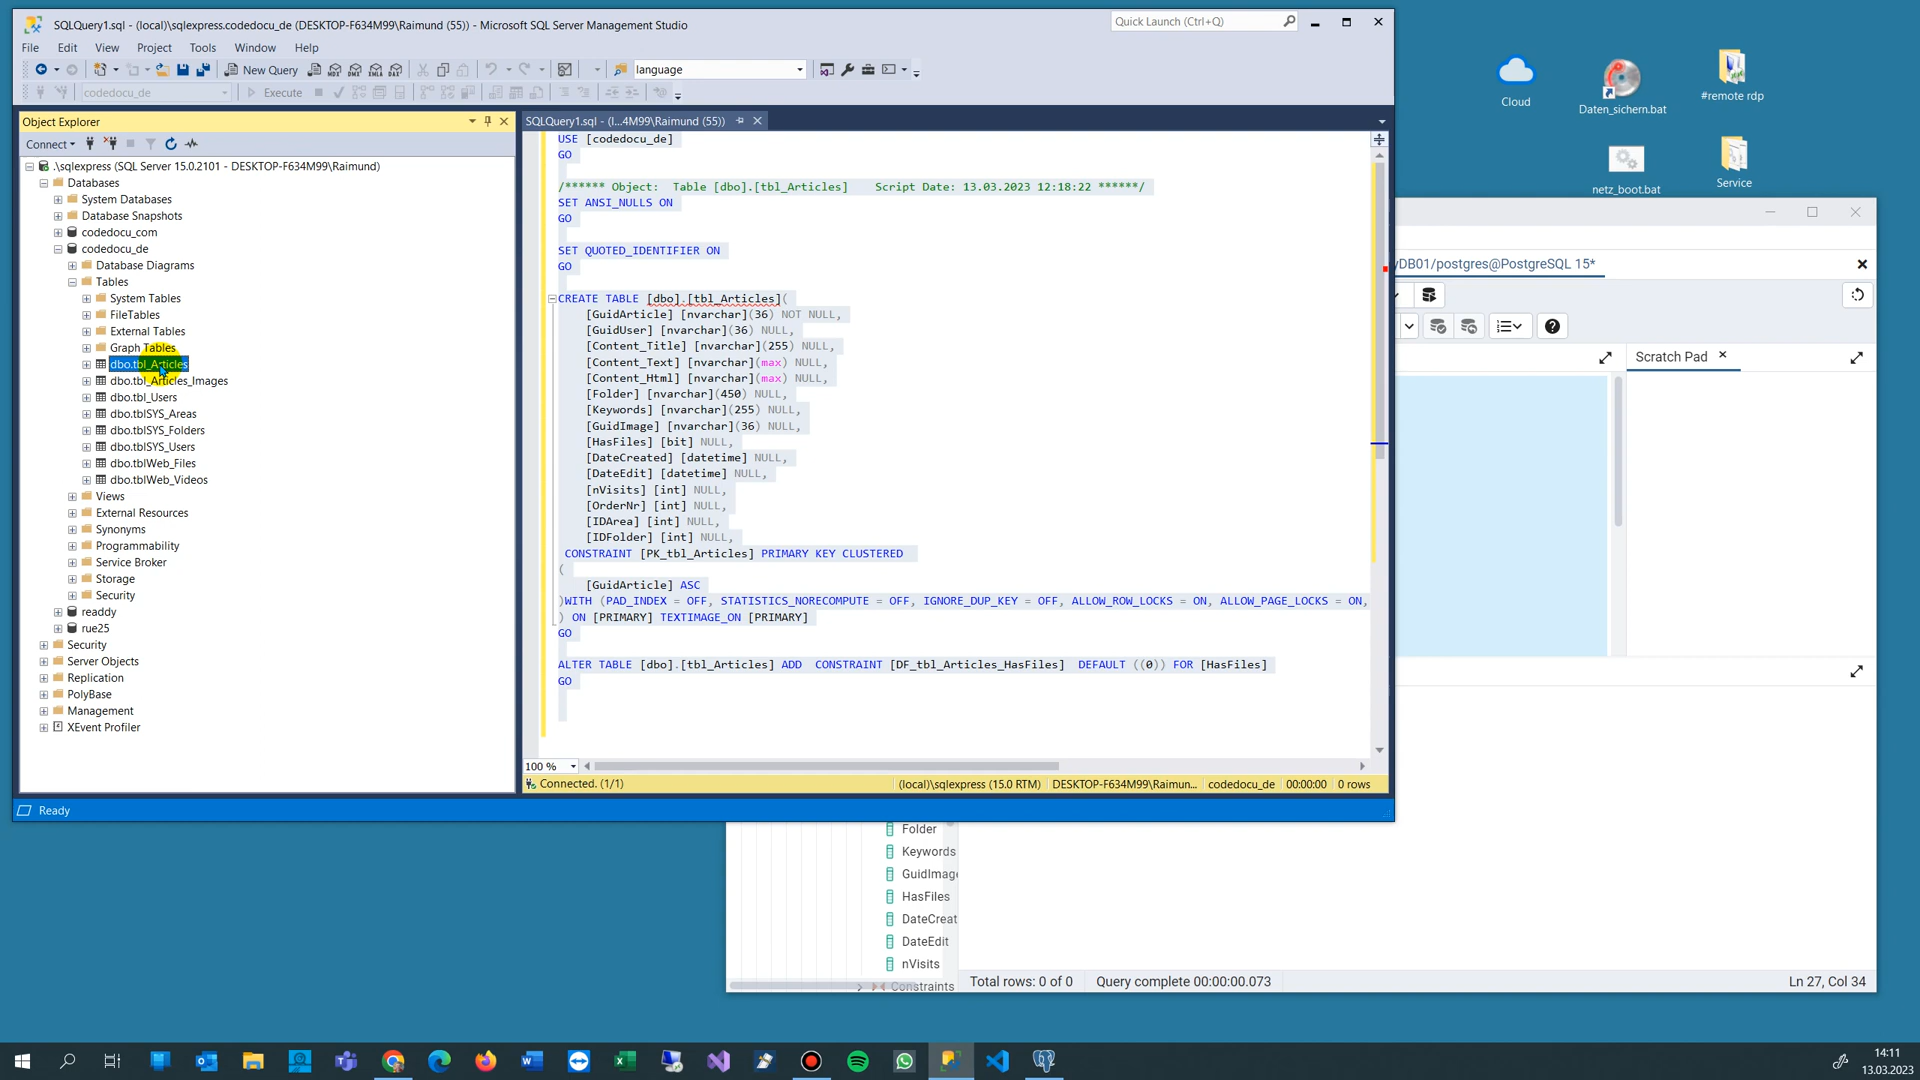 SQLQuery1.sql - (local)\sqlexpress.codedocu_de (DESKTOP-F634M99\Raimund (55)) - Microsoft SQL Server Management Studio
Quick Launch (Ctrl+Q)
File Edit View Project Tools Window Help
New Query
language
codedocu_de
Execute
Object Explorer
Connect
.\sqlexpress (SQL Server 15.0.2101 - DESKTOP-F634M99\Raimund)
Databases
System Databases
Database Snapshots
codedocu_com
codedocu_de
Database Diagrams
Tables
System Tables
FileTables
External Tables
Graph Tables
dbo.tbl_Articles
dbo.tbl_Articles_Images
dbo.tbl_Users
dbo.tblSYS_Areas
dbo.tblSYS_Folders
dbo.tblSYS_Users
dbo.tblWeb_Files
dbo.tblWeb_Videos
Views
External Resources
Synonyms
Programmability
Service Broker
Storage
Security
readdy
rue25
Security
Server Objects
Replication
PolyBase
Management
XEvent Profiler
SQLQuery1.sql - (l...4M99\Raimund (55))
USE [codedocu_de]
GO
/****** Object:  Table [dbo].[tbl_Articles]    Script Date: 13.03.2023 12:18:22 ******/
SET ANSI_NULLS ON
GO
SET QUOTED_IDENTIFIER ON
GO
CREATE TABLE [dbo].[tbl_Articles](
[GuidArticle] [nvarchar](36) NOT NULL,
[GuidUser] [nvarchar](36) NULL,
[Content_Title] [nvarchar](255) NULL,
[Content_Text] [nvarchar](max) NULL,
[Content_Html] [nvarchar](max) NULL,
[Folder] [nvarchar](450) NULL,
[Keywords] [nvarchar](255) NULL,
[GuidImage] [nvarchar](36) NULL,
[HasFiles] [bit] NULL,
[DateCreated] [datetime] NULL,
[DateEdit] [datetime] NULL,
[nVisits] [int] NULL,
[OrderNr] [int] NULL,
[IDArea] [int] NULL,
[IDFolder] [int] NULL,
CONSTRAINT [PK_tbl_Articles] PRIMARY KEY CLUSTERED
(
[GuidArticle] ASC
)WITH (PAD_INDEX = OFF, STATISTICS_NORECOMPUTE = OFF, IGNORE_DUP_KEY = OFF, ALLOW_ROW_LOCKS = ON, ALLOW_PAGE_LOCKS = ON,
) ON [PRIMARY] TEXTIMAGE_ON [PRIMARY]
GO
ALTER TABLE [dbo].[tbl_Articles] ADD  CONSTRAINT [DF_tbl_Articles_HasFiles]  DEFAULT ((0)) FOR [HasFiles]
GO
100 %
Connected. (1/1)
(local)\sqlexpress (15.0 RTM) DESKTOP-F634M99\Raimun... codedocu_de 00:00:00 0 rows
Ready
Cloud
Daten_sichern.bat
#remote rdp
netz_boot.bat
Service
yDB01/postgres@PostgreSQL 15*
Scratch Pad
Folder
Keywords
GuidImage
HasFiles
DateCreat
DateEdit
nVisits
Constraints
Total rows: 0 of 0
Query complete 00:00:00.073
Ln 27, Col 34
14:11
13.03.2023